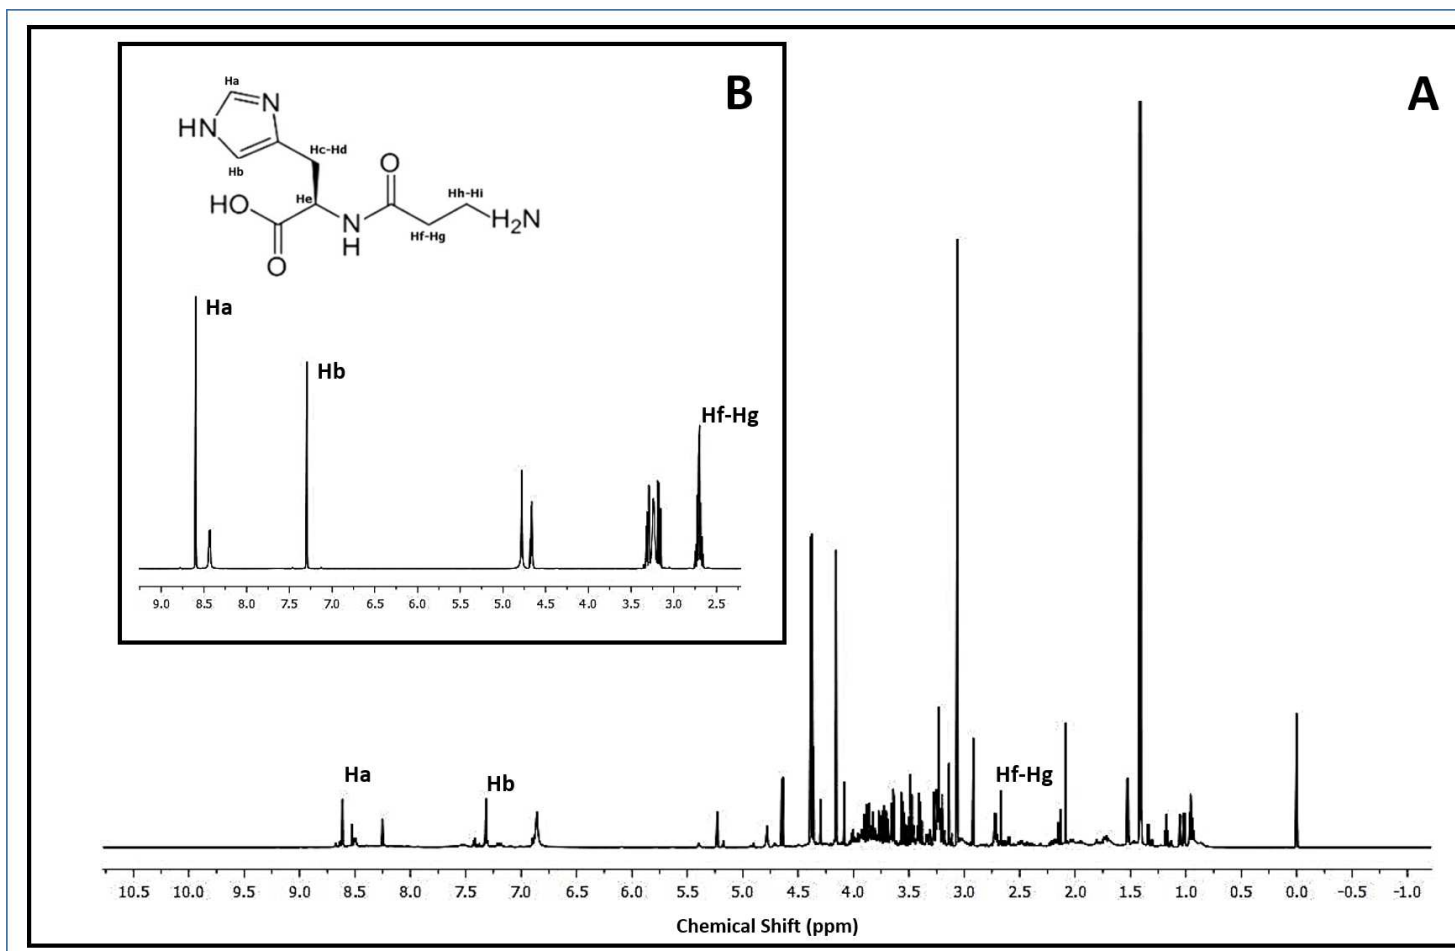 B
A
Ha
N
HN
Hb
Hc-Hd
O
HO
He
N
H
Hh-Hi
H₂N
Hf-Hg
O
Ha
Hb
Hf-Hg
9.0 8.5 8.0 7.5 7.0 6.5 6.0 5.5 5.0 4.5 4.0 3.5 3.0 2.5
Ha
Hb
Hf-Hg
10.5 10.0 9.5 9.0 8.5 8.0 7.5 7.0 6.5 6.0 5.5 5.0 4.5 4.0 3.5 3.0 2.5 2.0 1.5 1.0 0.5 0.0 -0.5 -1.0
Chemical Shift (ppm)